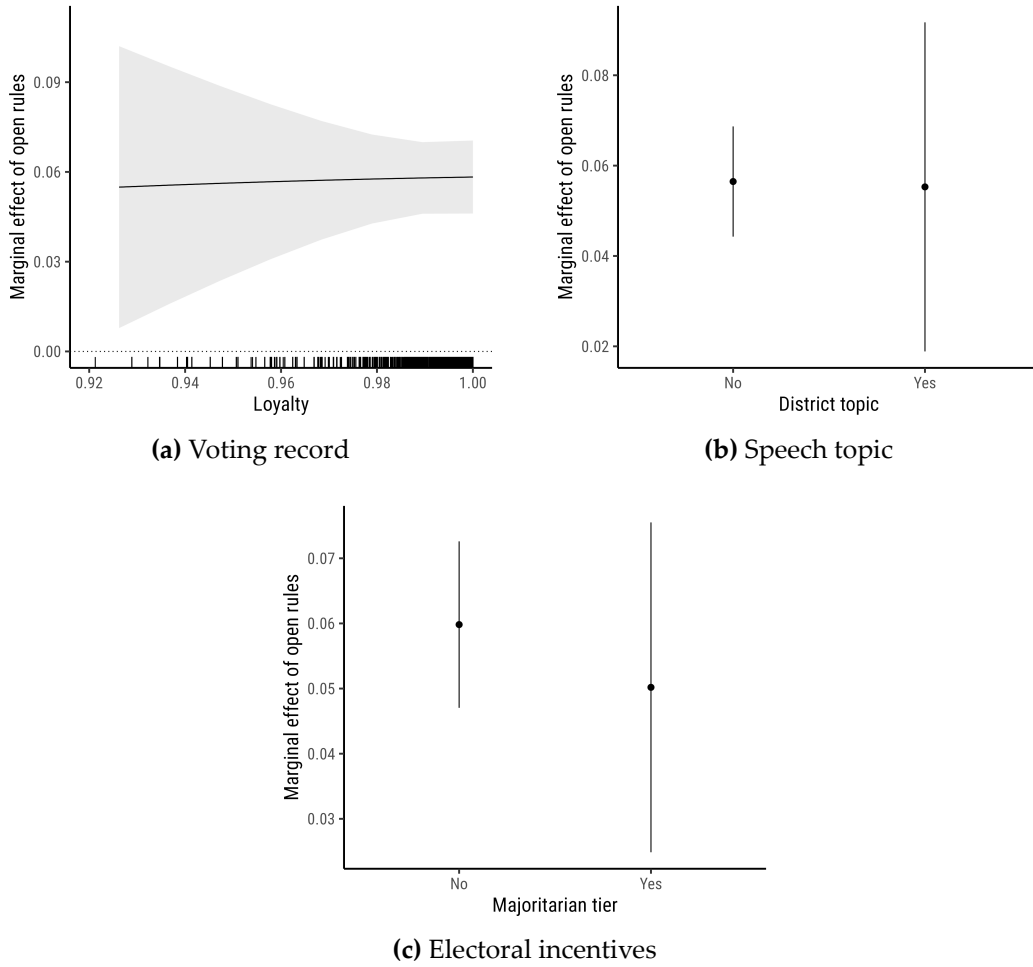 Marginal effect of open rules
0.09
0.06
0.03
0.00
0.92 0.94 0.96 0.98 1.00
Loyalty
(a) Voting record
Marginal effect of open rules
0.08
0.06
0.04
0.02
No Yes
District topic
(b) Speech topic
Marginal effect of open rules
0.07
0.06
0.05
0.04
0.03
No Yes
Majoritarian tier
(c) Electoral incentives